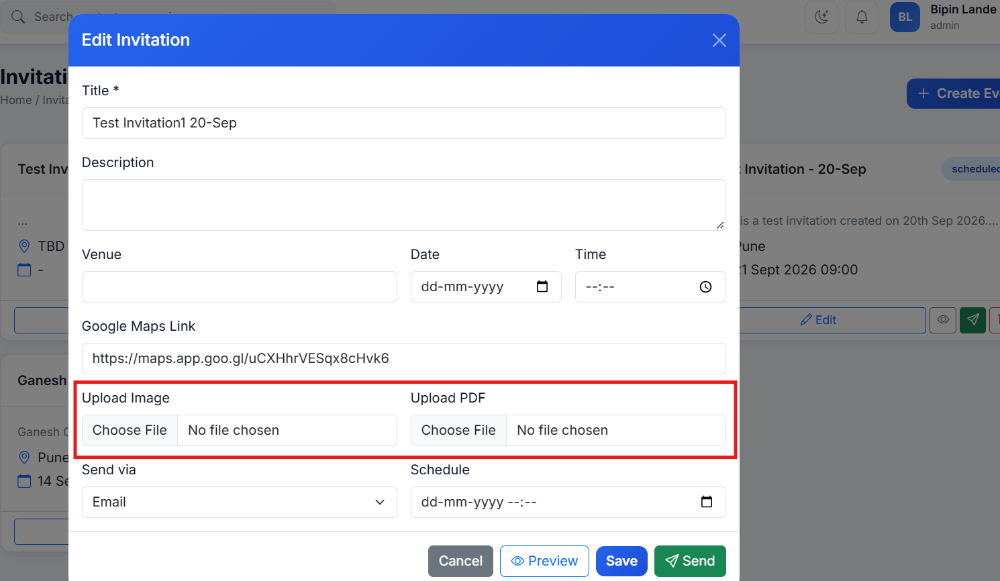 Search
BL
Bipin Lande
admin
Edit Invitation
Invitati
Home / Invita
+ Create Ev
Title *
Test Invitation1 20-Sep
Description
Test Inv
Invitation - 20-Sep
scheduled
...
is a test invitation created on 20th Sep 2026....
TBD
Pune
-
21 Sept 2026 09:00
Venue
Date
Time
dd-mm-yyyy
--:--
Edit
Google Maps Link
https://maps.app.goo.gl/uCXHhrVESqx8cHvk6
Ganesh
Upload Image
Upload PDF
Choose File
No file chosen
Choose File
No file chosen
Ganesh C
Pune
14 Se
Send via
Schedule
Email
dd-mm-yyyy --:--
Cancel
Preview
Save
Send